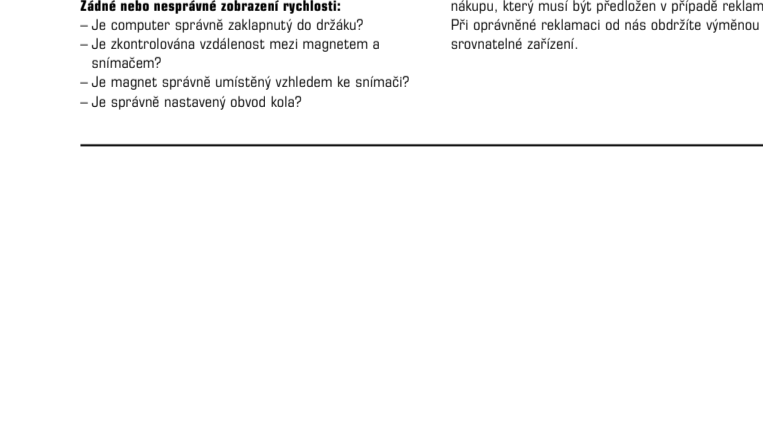 Žádné nebo nesprávné zobrazení rychlosti:
– Je computer správně zaklapnutý do držáku?
– Je zkontrolována vzdálenost mezi magnetem a
snímačem?
– Je magnet správně umístěný vzhledem ke snímači?
– Je správně nastavený obvod kola?
nákupu, který musí být předložen v případě reklam
Při oprávněné reklamaci od nás obdržíte výměnou
srovnatelné zařízení.